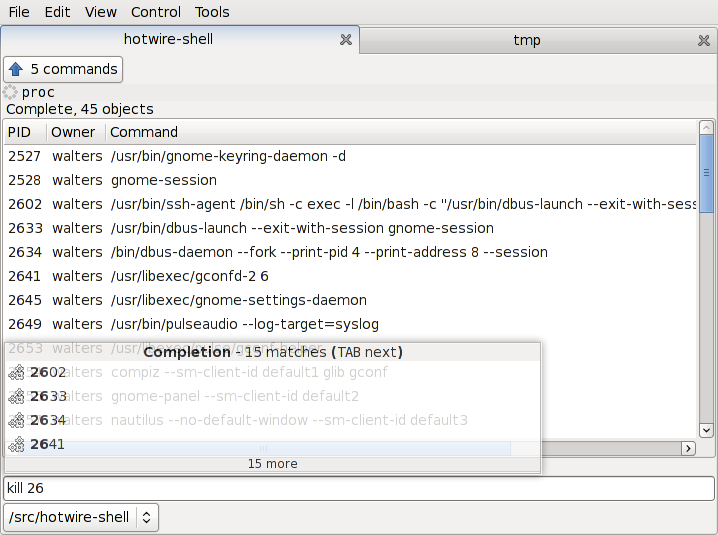 File Edit View Control Tools
hotwire-shell tmp
5 commands
proc
Complete, 45 objects
PID Owner Command
2527 walters /usr/bin/gnome-keyring-daemon -d
2528 walters gnome-session
2602 walters /usr/bin/ssh-agent /bin/sh -c exec -l /bin/bash -c "/usr/bin/dbus-launch --exit-with-sess
2633 walters /usr/bin/dbus-launch --exit-with-session gnome-session
2634 walters /bin/dbus-daemon --fork --print-pid 4 --print-address 8 --session
2641 walters /usr/libexec/gconfd-2 6
2645 walters /usr/libexec/gnome-settings-daemon
2649 walters /usr/bin/pulseaudio --log-target=syslog
2653 walters
Completion - 15 matches (TAB next)
2602 walters compiz --sm-client-id default1 glib gconf
2633 walters gnome-panel --sm-client-id default2
2634 walters nautilus --no-default-window --sm-client-id default3
2641
15 more
kill 26
/src/hotwire-shell